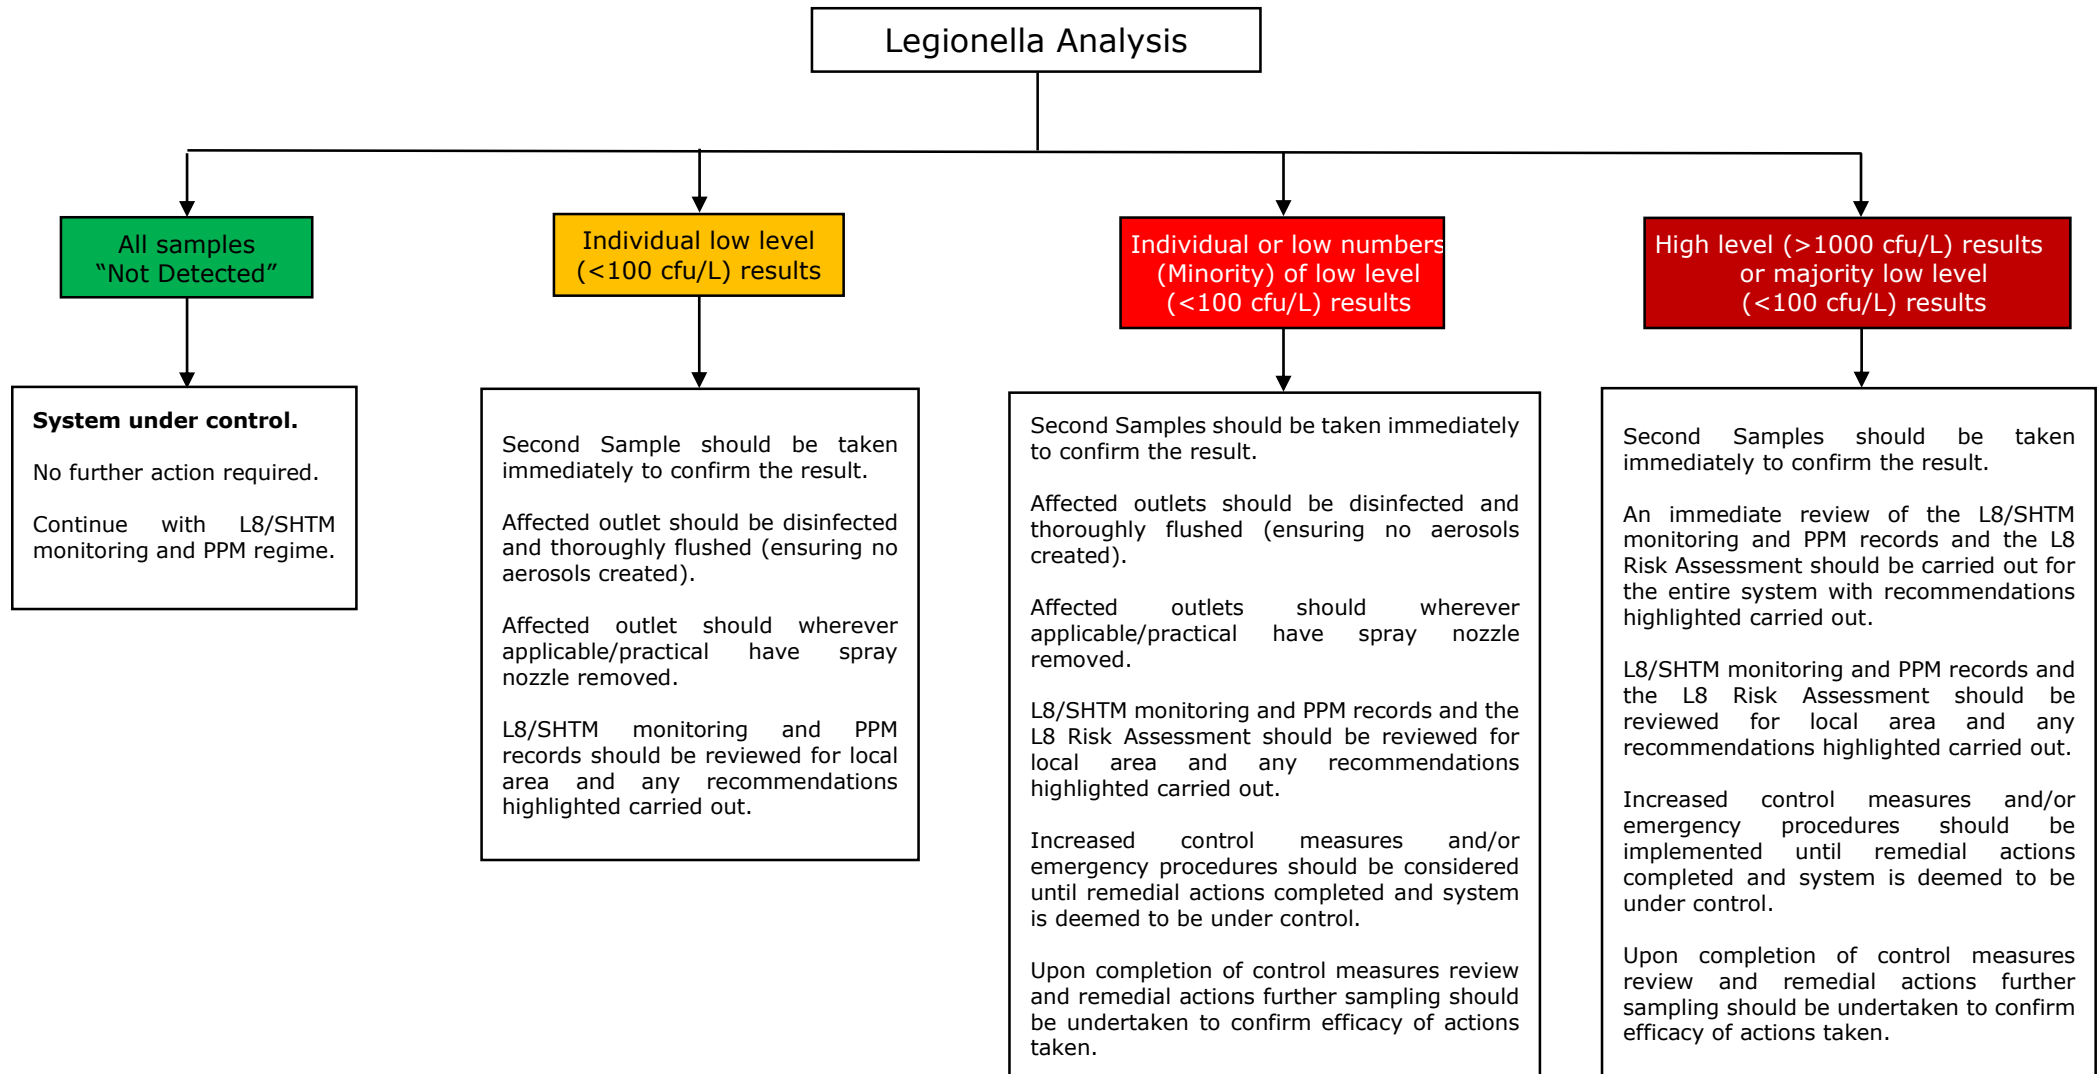 Legionella Analysis
All samples
“Not Detected”
Individual low level
(<100 cfu/L) results
Individual or low numbers
(Minority) of low level
(<100 cfu/L) results
High level (>1000 cfu/L) results
or majority low level
(<100 cfu/L) results
System under control.
No further action required.
Continue with L8/SHTM
monitoring and PPM regime.
Second Sample should be taken
immediately to confirm the result.
Affected outlet should be disinfected
and thoroughly flushed (ensuring no
aerosols created).
Affected outlet should wherever
applicable/practical have spray
nozzle removed.
L8/SHTM monitoring and PPM
records should be reviewed for local
area and any recommendations
highlighted carried out.
Second Samples should be taken immediately
to confirm the result.
Affected outlets should be disinfected and
thoroughly flushed (ensuring no aerosols
created).
Affected outlets should wherever
applicable/practical have spray nozzle
removed.
L8/SHTM monitoring and PPM records and the
L8 Risk Assessment should be reviewed for
local area and any recommendations
highlighted carried out.
Increased control measures and/or
emergency procedures should be considered
until remedial actions completed and system
is deemed to be under control.
Upon completion of control measures review
and remedial actions further sampling should
be undertaken to confirm efficacy of actions
taken.
Second Samples should be taken
immediately to confirm the result.
An immediate review of the L8/SHTM
monitoring and PPM records and the L8
Risk Assessment should be carried out for
the entire system with recommendations
highlighted carried out.
L8/SHTM monitoring and PPM records and
the L8 Risk Assessment should be
reviewed for local area and any
recommendations highlighted carried out.
Increased control measures and/or
emergency procedures should be
implemented until remedial actions
completed and system is deemed to be
under control.
Upon completion of control measures
review and remedial actions further
sampling should be undertaken to confirm
efficacy of actions taken.